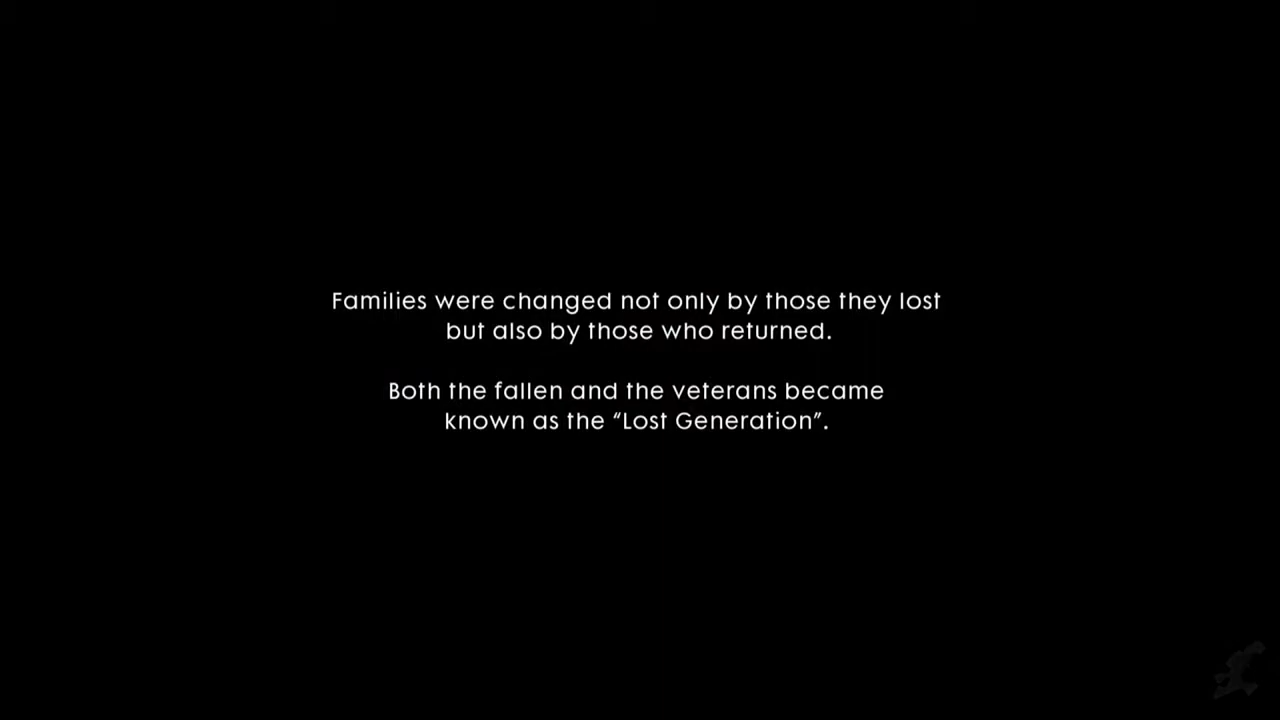 Families were changed not only by those they lost
but also by those who returned.
Both the fallen and the veterans became
known as the “Lost Generation”.